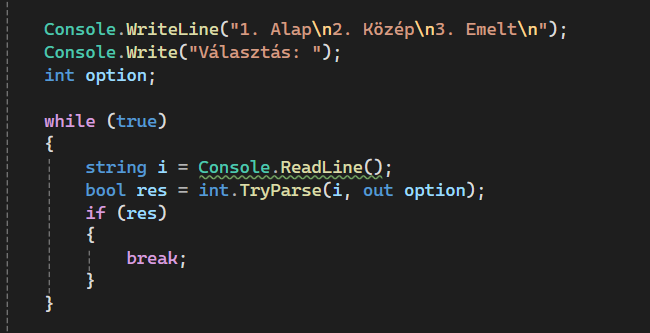 Console.WriteLine("1. Alap\n2. Közép\n3. Emelt\n");
Console.Write("Választás: ");
int option;
while (true)
{
string i = Console.ReadLine();
bool res = int.TryParse(i, out option);
if (res)
{
break;
}
}